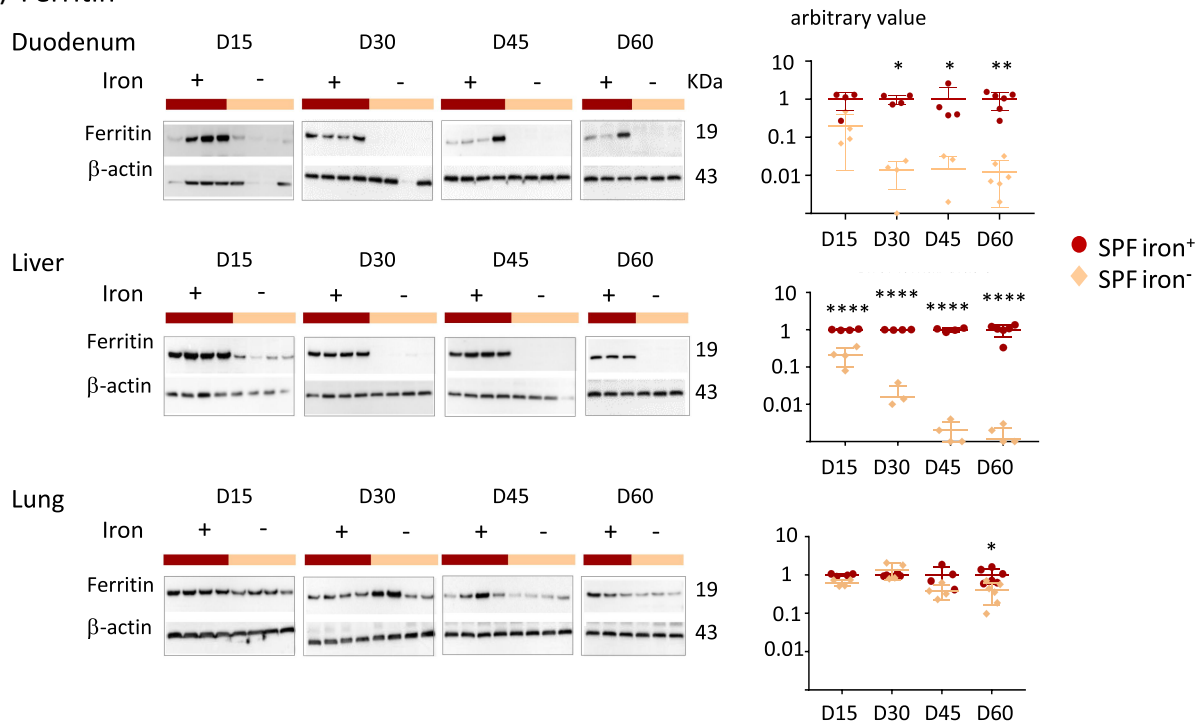 Ferritin
arbitrary value
Duodenum D15 D30 D45 D60
Iron + - + - + - + - KDa
Ferritin 19
β-actin 43
10
1
0.1
0.01
* * **
D15 D30 D45 D60
SPF iron⁺
SPF iron⁻
Liver D15 D30 D45 D60
Iron + - + - + - + -
Ferritin 19
β-actin 43
10
1
0.1
0.01
**** **** **** ****
D15 D30 D45 D60
Lung D15 D30 D45 D60
Iron + - + - + - + -
Ferritin 19
β-actin 43
10
1
0.1
0.01
*
D15 D30 D45 D60